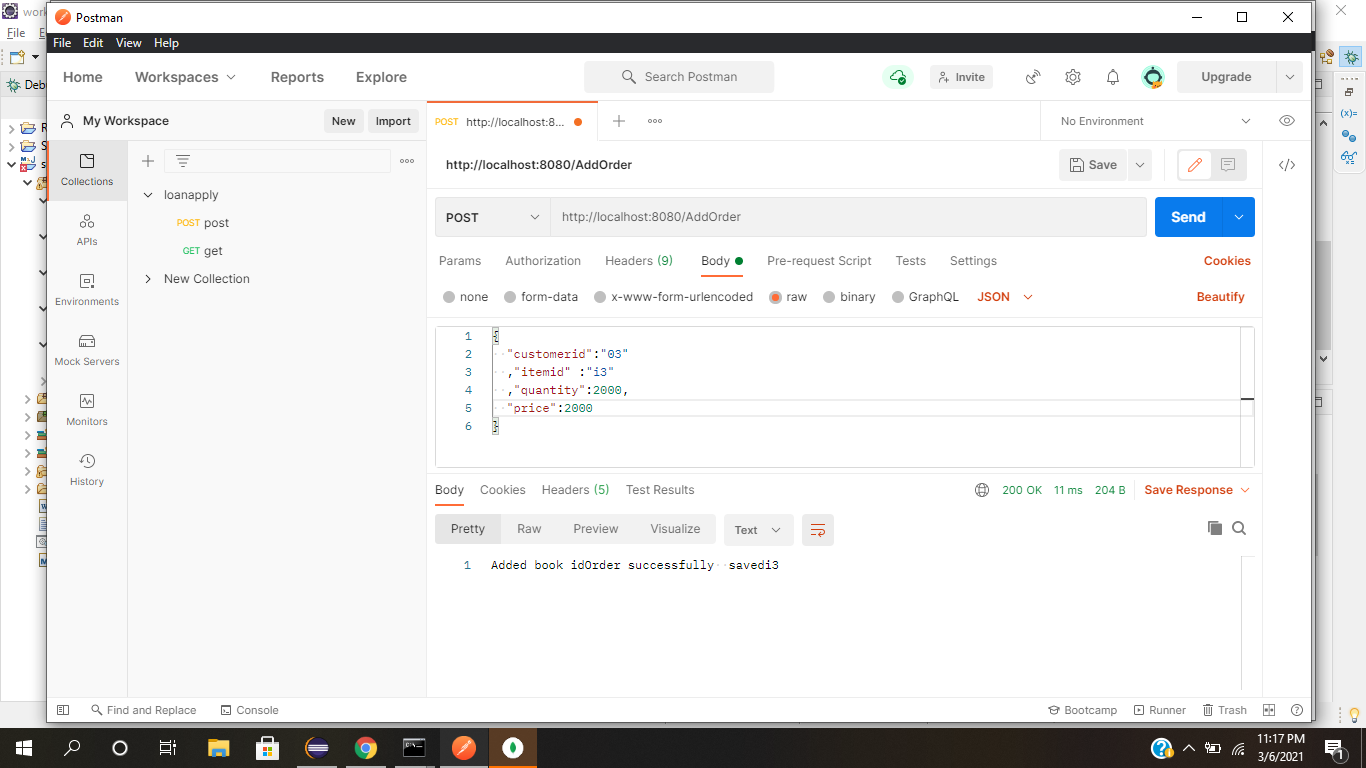 work
Postman
File
File Edit View Help
Home Workspaces Reports Explore Search Postman Invite Upgrade
Debu
My Workspace New Import POST http://localhost:8... No Environment
Collections
APIs
Environments
Mock Servers
Monitors
History
loanapply
POST post
GET get
New Collection
http://localhost:8080/AddOrder Save
POST http://localhost:8080/AddOrder Send
Params Authorization Headers (9) Body Pre-request Script Tests Settings Cookies
none form-data x-www-form-urlencoded raw binary GraphQL JSON Beautify
1 {
2 "customerid":"03"
3 ,"itemid" :"i3"
4 ,"quantity":2000,
5 "price":2000
6 }
Body Cookies Headers (5) Test Results 200 OK 11 ms 204 B Save Response
Pretty Raw Preview Visualize Text
1 Added book idOrder successfully savedi3
Find and Replace Console Bootcamp Runner Trash
11:17 PM
3/6/2021
1